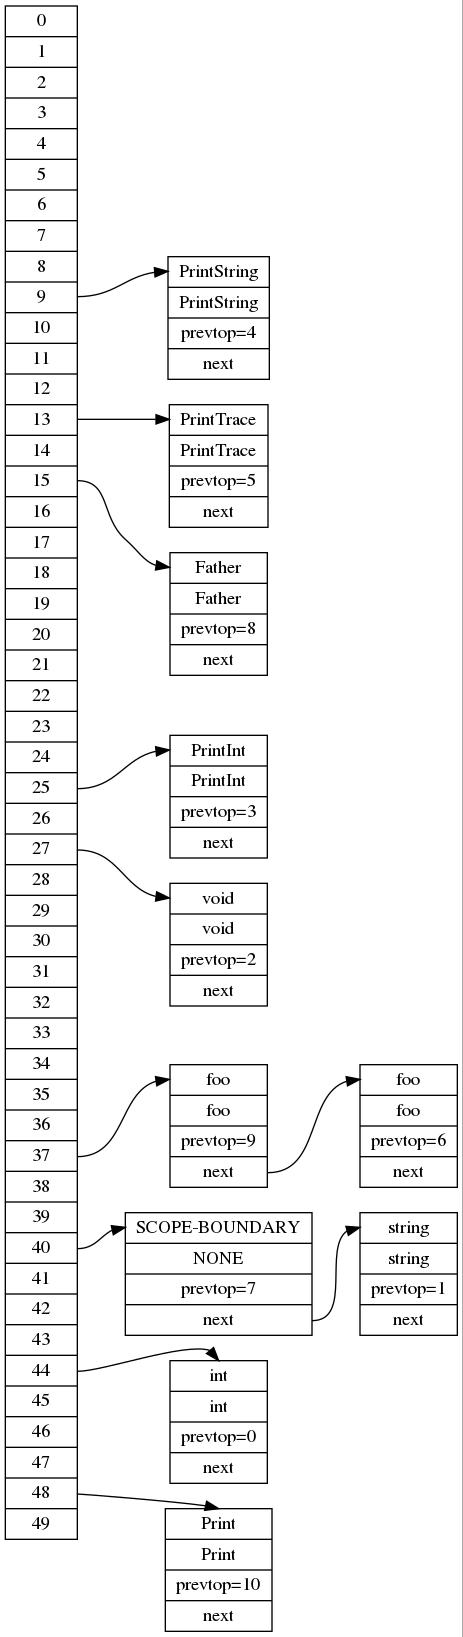 0
1
2
3
4
5
6
7
8
9
10
11
12
13
14
15
16
17
18
19
20
21
22
23
24
25
26
27
28
29
30
31
32
33
34
35
36
37
38
39
40
41
42
43
44
45
46
47
48
49
PrintString
PrintString
prevtop=4
next
PrintTrace
PrintTrace
prevtop=5
next
Father
Father
prevtop=8
next
PrintInt
PrintInt
prevtop=3
next
void
void
prevtop=2
next
foo
foo
prevtop=9
next
foo
foo
prevtop=6
next
SCOPE-BOUNDARY
NONE
prevtop=7
next
string
string
prevtop=1
next
int
int
prevtop=0
next
Print
Print
prevtop=10
next